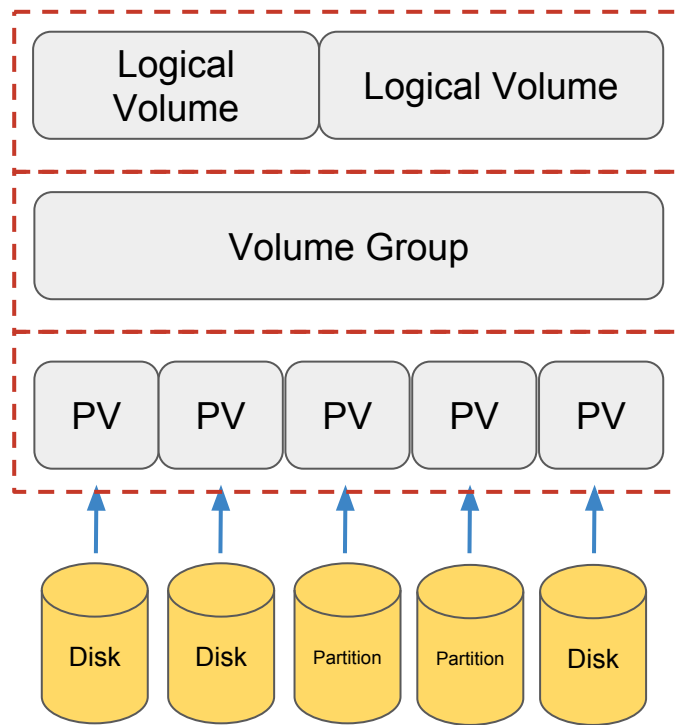 Logical
Volume
Logical Volume
Volume Group
PV
PV
PV
PV
PV
Disk
Disk
Partition
Partition
Disk